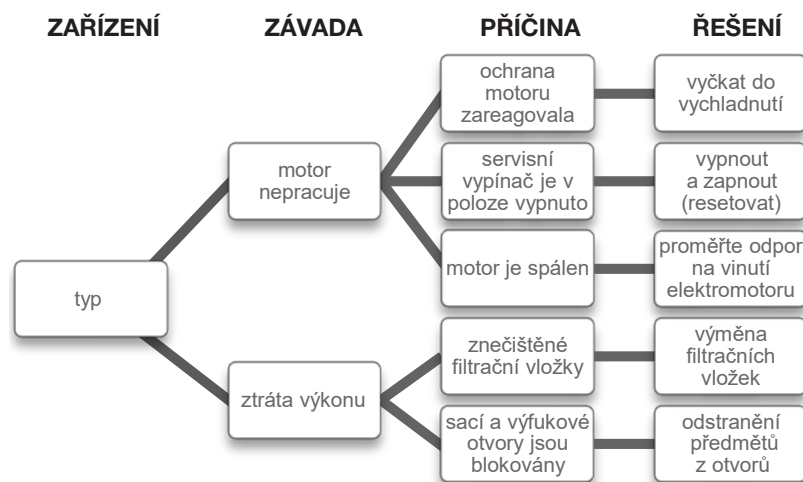 ZAŘÍZENÍ
ZÁVADA
PŘÍČINA
ŘEŠENÍ
typ
motor
nepracuje
ochrana
motoru
zareagovala
vyčkat do
vychladnutí
servisní
vypínač je v
poloze vypnuto
vypnout
a zapnout
(resetovat)
motor je spálen
proměřte odpor
na vinutí
elektromotoru
ztráta výkonu
znečištěné
filtrační vložky
výměna
filtračních
vložek
sací a výfukové
otvory jsou
blokovány
odstranění
předmětů
z otvorů